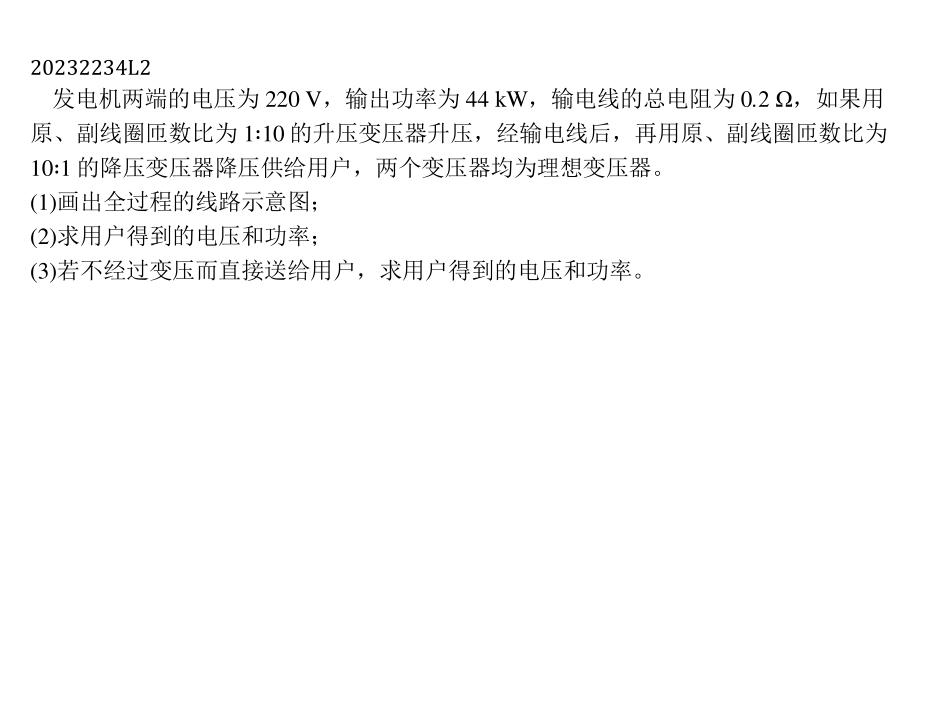 20232234L2
发电机两端的电压为 220 V，输出功率为 44 kW，输电线的总电阻为 0.2 Ω，如果用
原、副线圈匝数比为 1∶10 的升压变压器升压，经输电线后，再用原、副线圈匝数比为
10∶1 的降压变压器降压供给用户，两个变压器均为理想变压器。
(1)画出全过程的线路示意图；
(2)求用户得到的电压和功率；
(3)若不经过变压而直接送给用户，求用户得到的电压和功率。